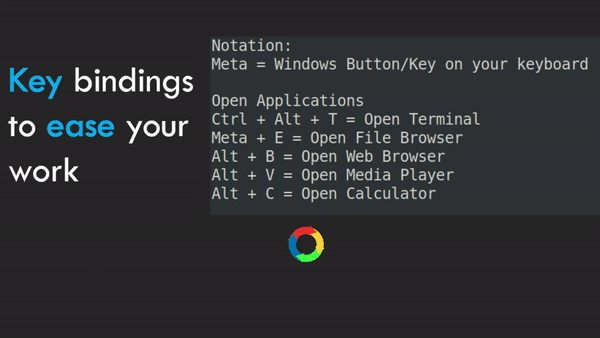 Key bindings
to ease your
work
Notation:
Meta = Windows Button/Key on your keyboard
Open Applications
Ctrl + Alt + T = Open Terminal
Meta + E = Open File Browser
Alt + B = Open Web Browser
Alt + V = Open Media Player
Alt + C = Open Calculator